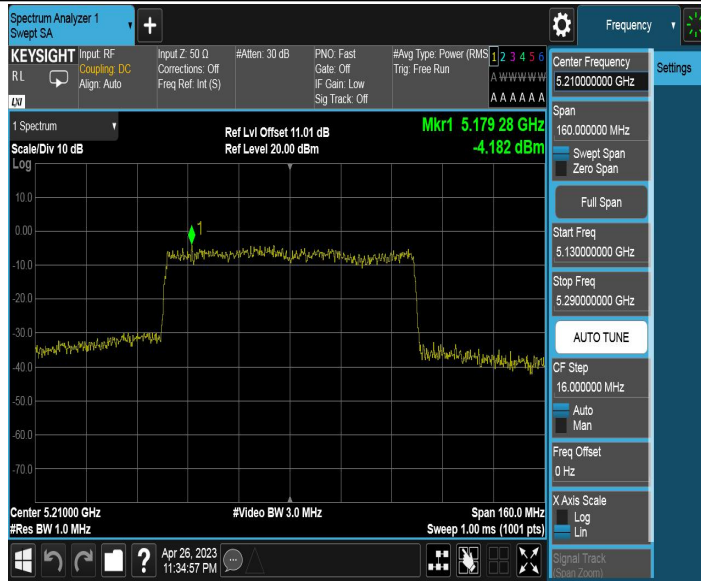 Spectrum Analyzer 1
Swept SA
+
Frequency
KEYSIGHT
RL
LXI
Input: RF
Coupling: DC
Align: Auto
Input Z: 50 Ω
Corrections: Off
Freq Ref: Int (S)
#Atten: 30 dB
PNO: Fast
Gate: Off
IF Gain: Low
Sig Track: Off
#Avg Type: Power (RMS
Trig: Free Run
1 2 3 4 5 6
A W W W W W
A A A A A A
1 Spectrum
Scale/Div 10 dB
Log
Ref Lvl Offset 11.01 dB
Ref Level 20.00 dBm
Mkr1 5.179 28 GHz
-4.182 dBm
1
10.0
0.00
-10.0
-20.0
-30.0
-40.0
-50.0
-60.0
-70.0
Center 5.21000 GHz
#Res BW 1.0 MHz
#Video BW 3.0 MHz
Span 160.0 MHz
Sweep 1.00 ms (1001 pts)
Center Frequency
5.210000000 GHz
Settings
Span
160.000000 MHz
Swept Span
Zero Span
Full Span
Start Freq
5.130000000 GHz
Stop Freq
5.290000000 GHz
AUTO TUNE
CF Step
16.000000 MHz
Auto
Man
Freq Offset
0 Hz
X Axis Scale
Log
Lin
Signal Track
(Span Zoom)
?
Apr 26, 2023
11:34:57 PM